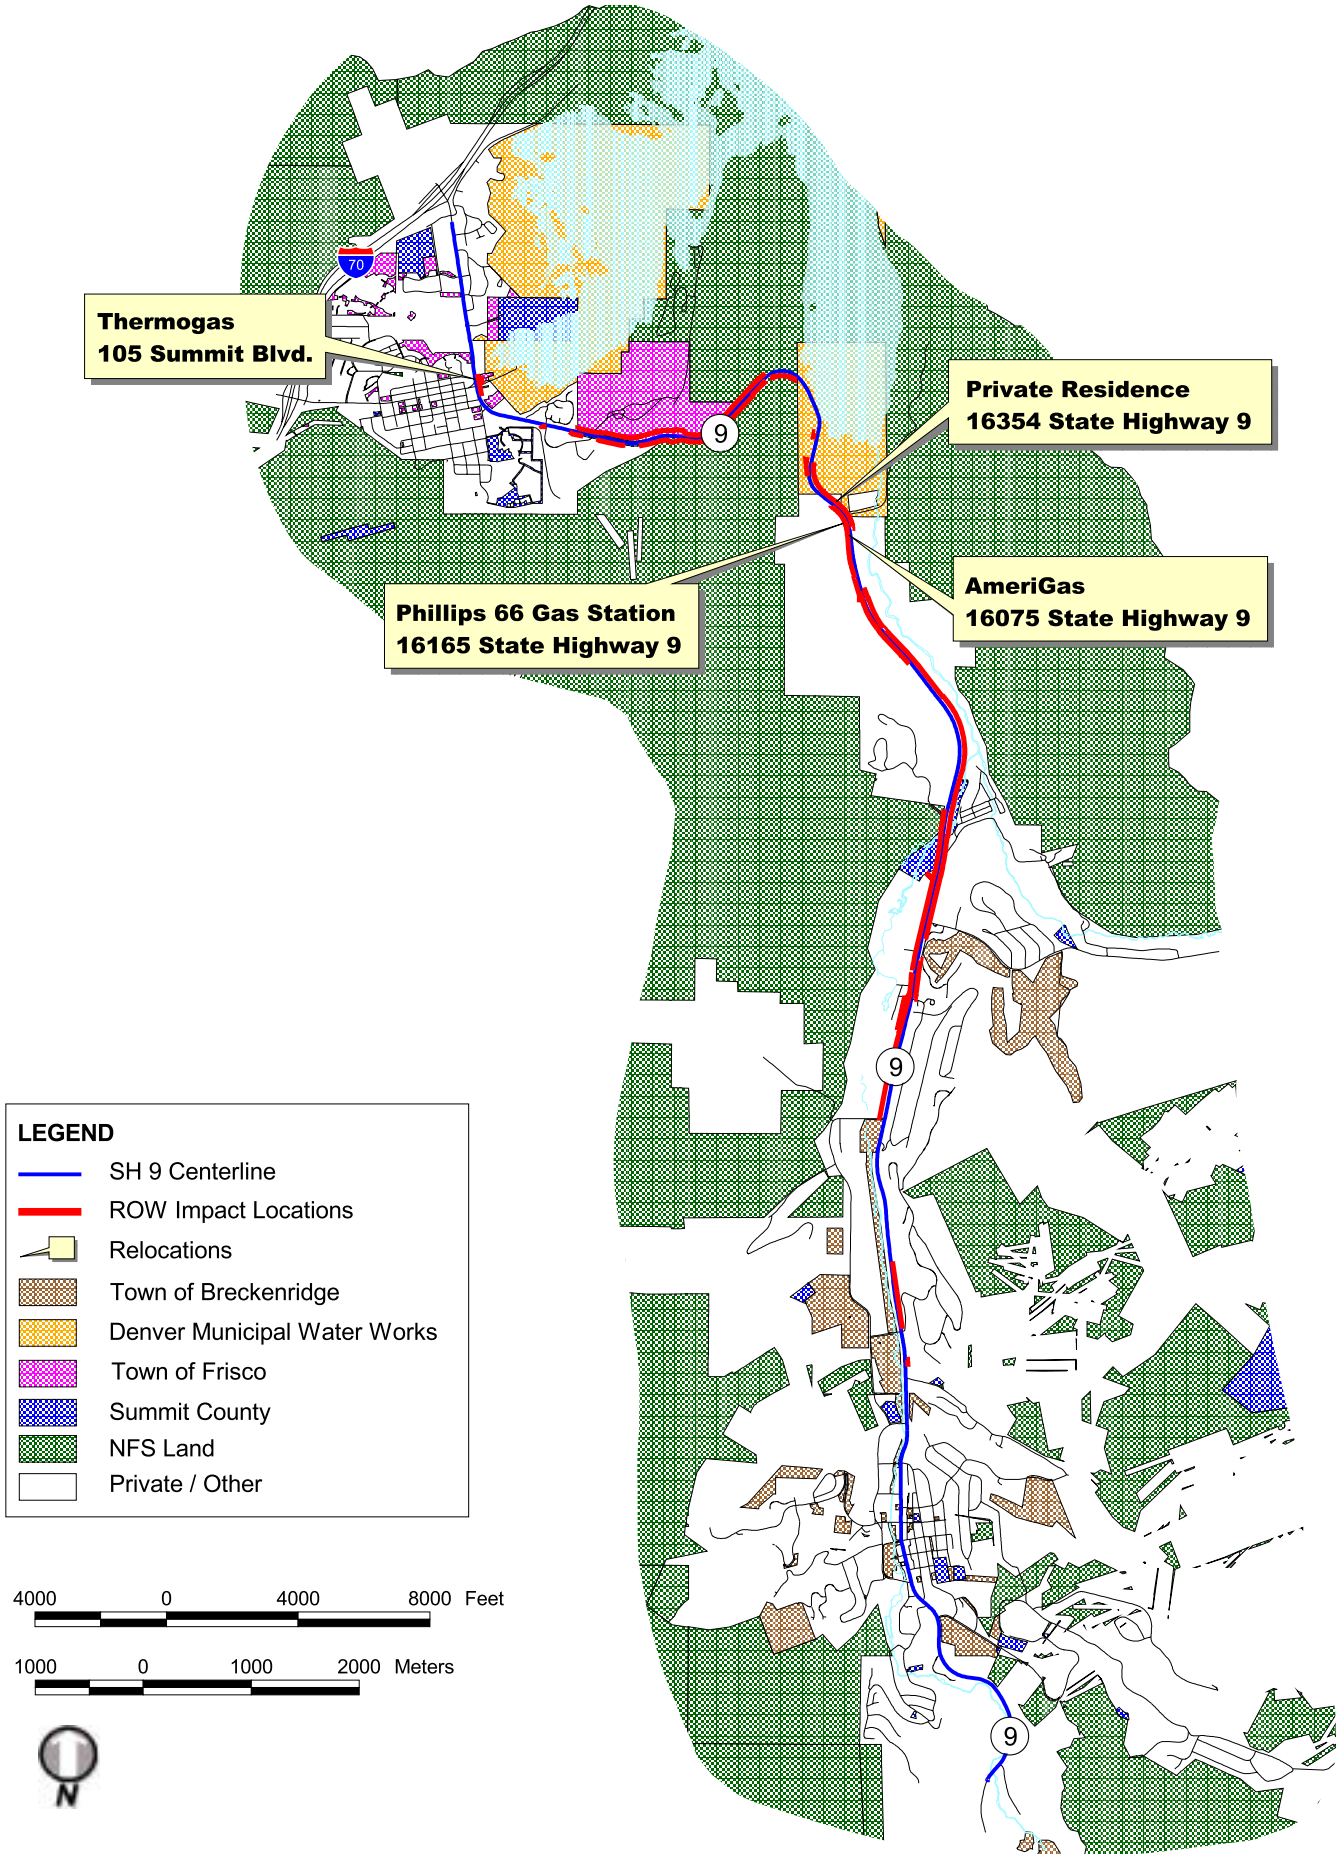 70
Thermogas
105 Summit Blvd.
Private Residence
16354 State Highway 9
9
AmeriGas
16075 State Highway 9
Phillips 66 Gas Station
16165 State Highway 9
9
LEGEND
SH 9 Centerline
ROW Impact Locations
Relocations
Town of Breckenridge
Denver Municipal Water Works
Town of Frisco
Summit County
NFS Land
Private / Other
4000 0 4000 8000 Feet
1000 0 1000 2000 Meters
9
N